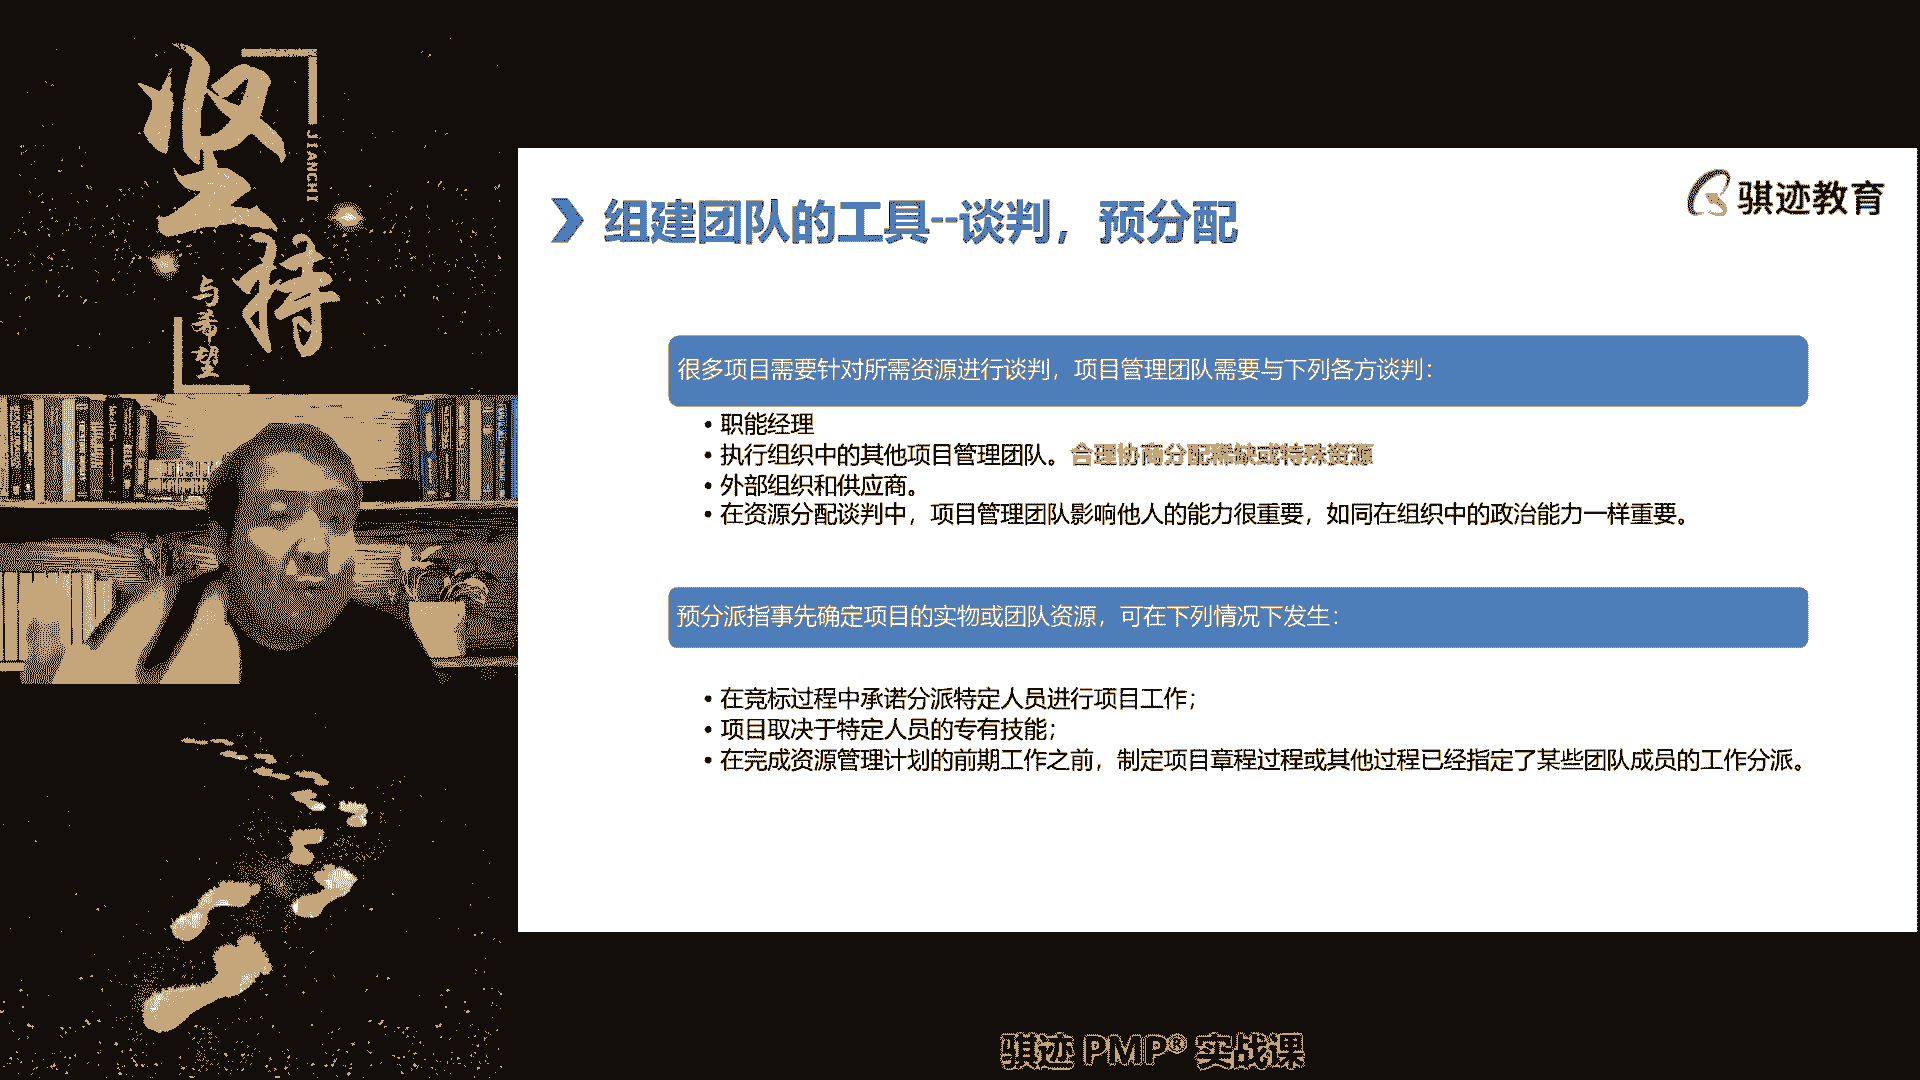 坚持
JIANCHI
与希望
骐迹教育
组建团队的工具--谈判，预分配
很多项目需要针对所需资源进行谈判，项目管理团队需要与下列各方谈判：
• 职能经理
• 执行组织中的其他项目管理团队。合理协商分配稀缺或特殊资源
• 外部组织和供应商。
• 在资源分配谈判中，项目管理团队影响他人的能力很重要，如同在组织中的政治能力一样重要。
预分派指事先确定项目的实物或团队资源，可在下列情况下发生：
• 在竞标过程中承诺分派特定人员进行项目工作；
• 项目取决于特定人员的专有技能；
• 在完成资源管理计划的前期工作之前，制定项目章程过程或其他过程已经指定了某些团队成员的工作分派。
骐迹 PMP® 实战课